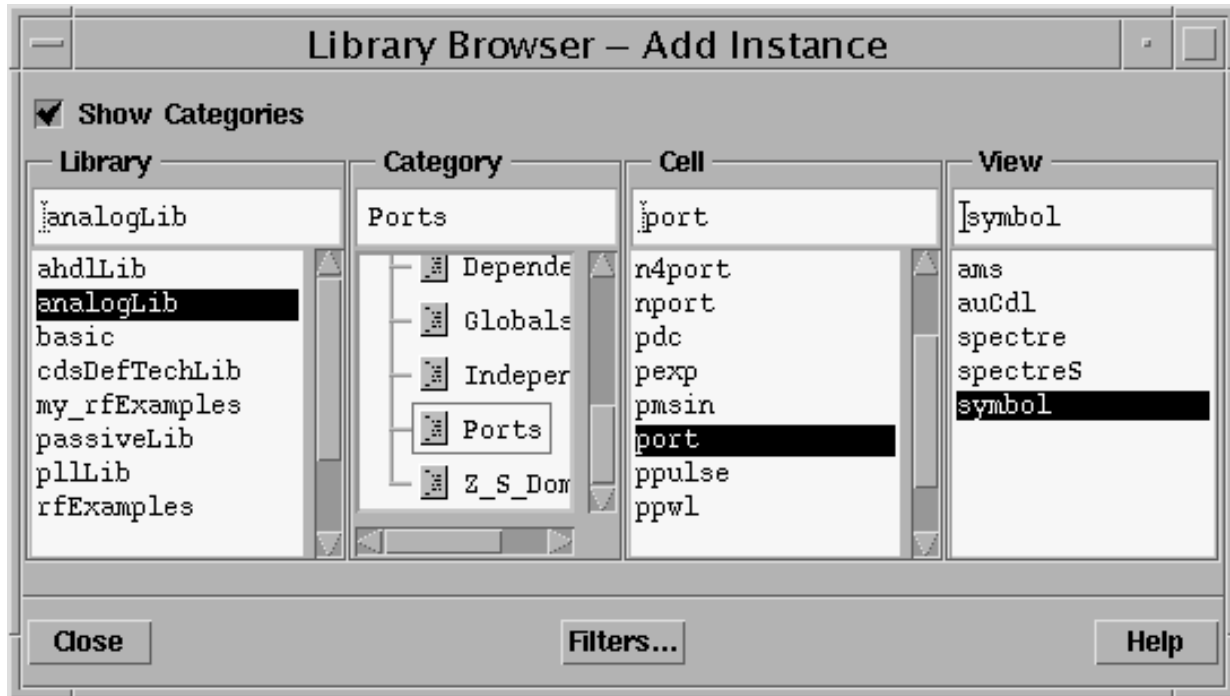 Library Browser – Add Instance
Show Categories
Library
analogLib
ahdlLib
analogLib
basic
cdsDefTechLib
my_rfExamples
passiveLib
pllLib
rfExamples
Category
Ports
Depende
Globals
Indeper
Ports
Z_S_Dom
Cell
port
n4port
nport
pdc
pexp
pmsin
port
ppulse
ppwl
View
symbol
ams
auCdl
spectre
spectreS
symbol
Close
Filters...
Help